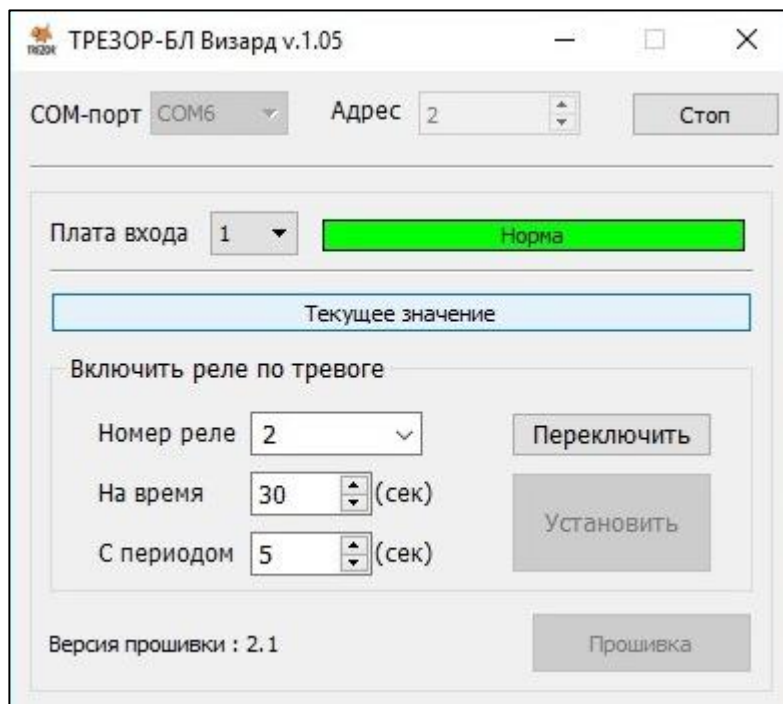 TREZOR ТРЕЗОР-БЛ Визард v.1.05
COM-порт COM6 Адрес 2 Стоп
Плата входа 1 Норма
Текущее значение
Включить реле по тревоге
Номер реле 2 Переключить
На время 30 (сек)
Установить
С периодом 5 (сек)
Версия прошивки : 2.1 Прошивка